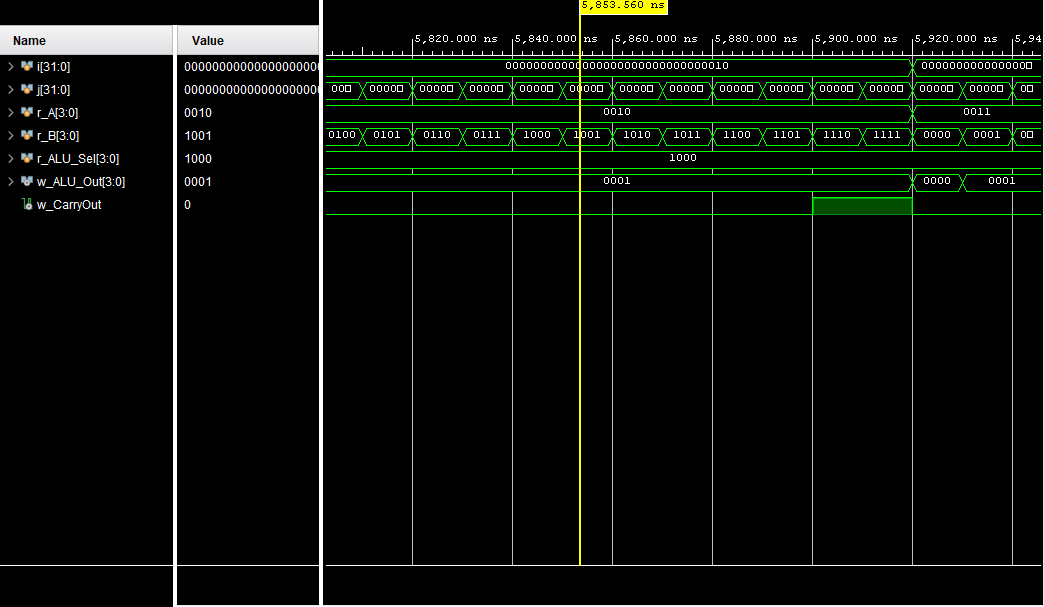 5,853.560 ns
Name Value 5,820.000 ns 5,840.000 ns 5,860.000 ns 5,880.000 ns 5,900.000 ns 5,920.000 ns 5,94
i[31:0] 00000000000000000000 00000000000000000000000000000010 0000000000000000
j[31:0] 00000000000000000000 00 0000 0000 0000 0000 0000 0000 0000 0000 0000 0000 0000 0000 0000 00
r_A[3:0] 0010 0010 0011
r_B[3:0] 1001 0100 0101 0110 0111 1000 1001 1010 1011 1100 1101 1110 1111 0000 0001 00
r_ALU_Sel[3:0] 1000 1000
w_ALU_Out[3:0] 0001 0001 0000 0001
w_CarryOut 0